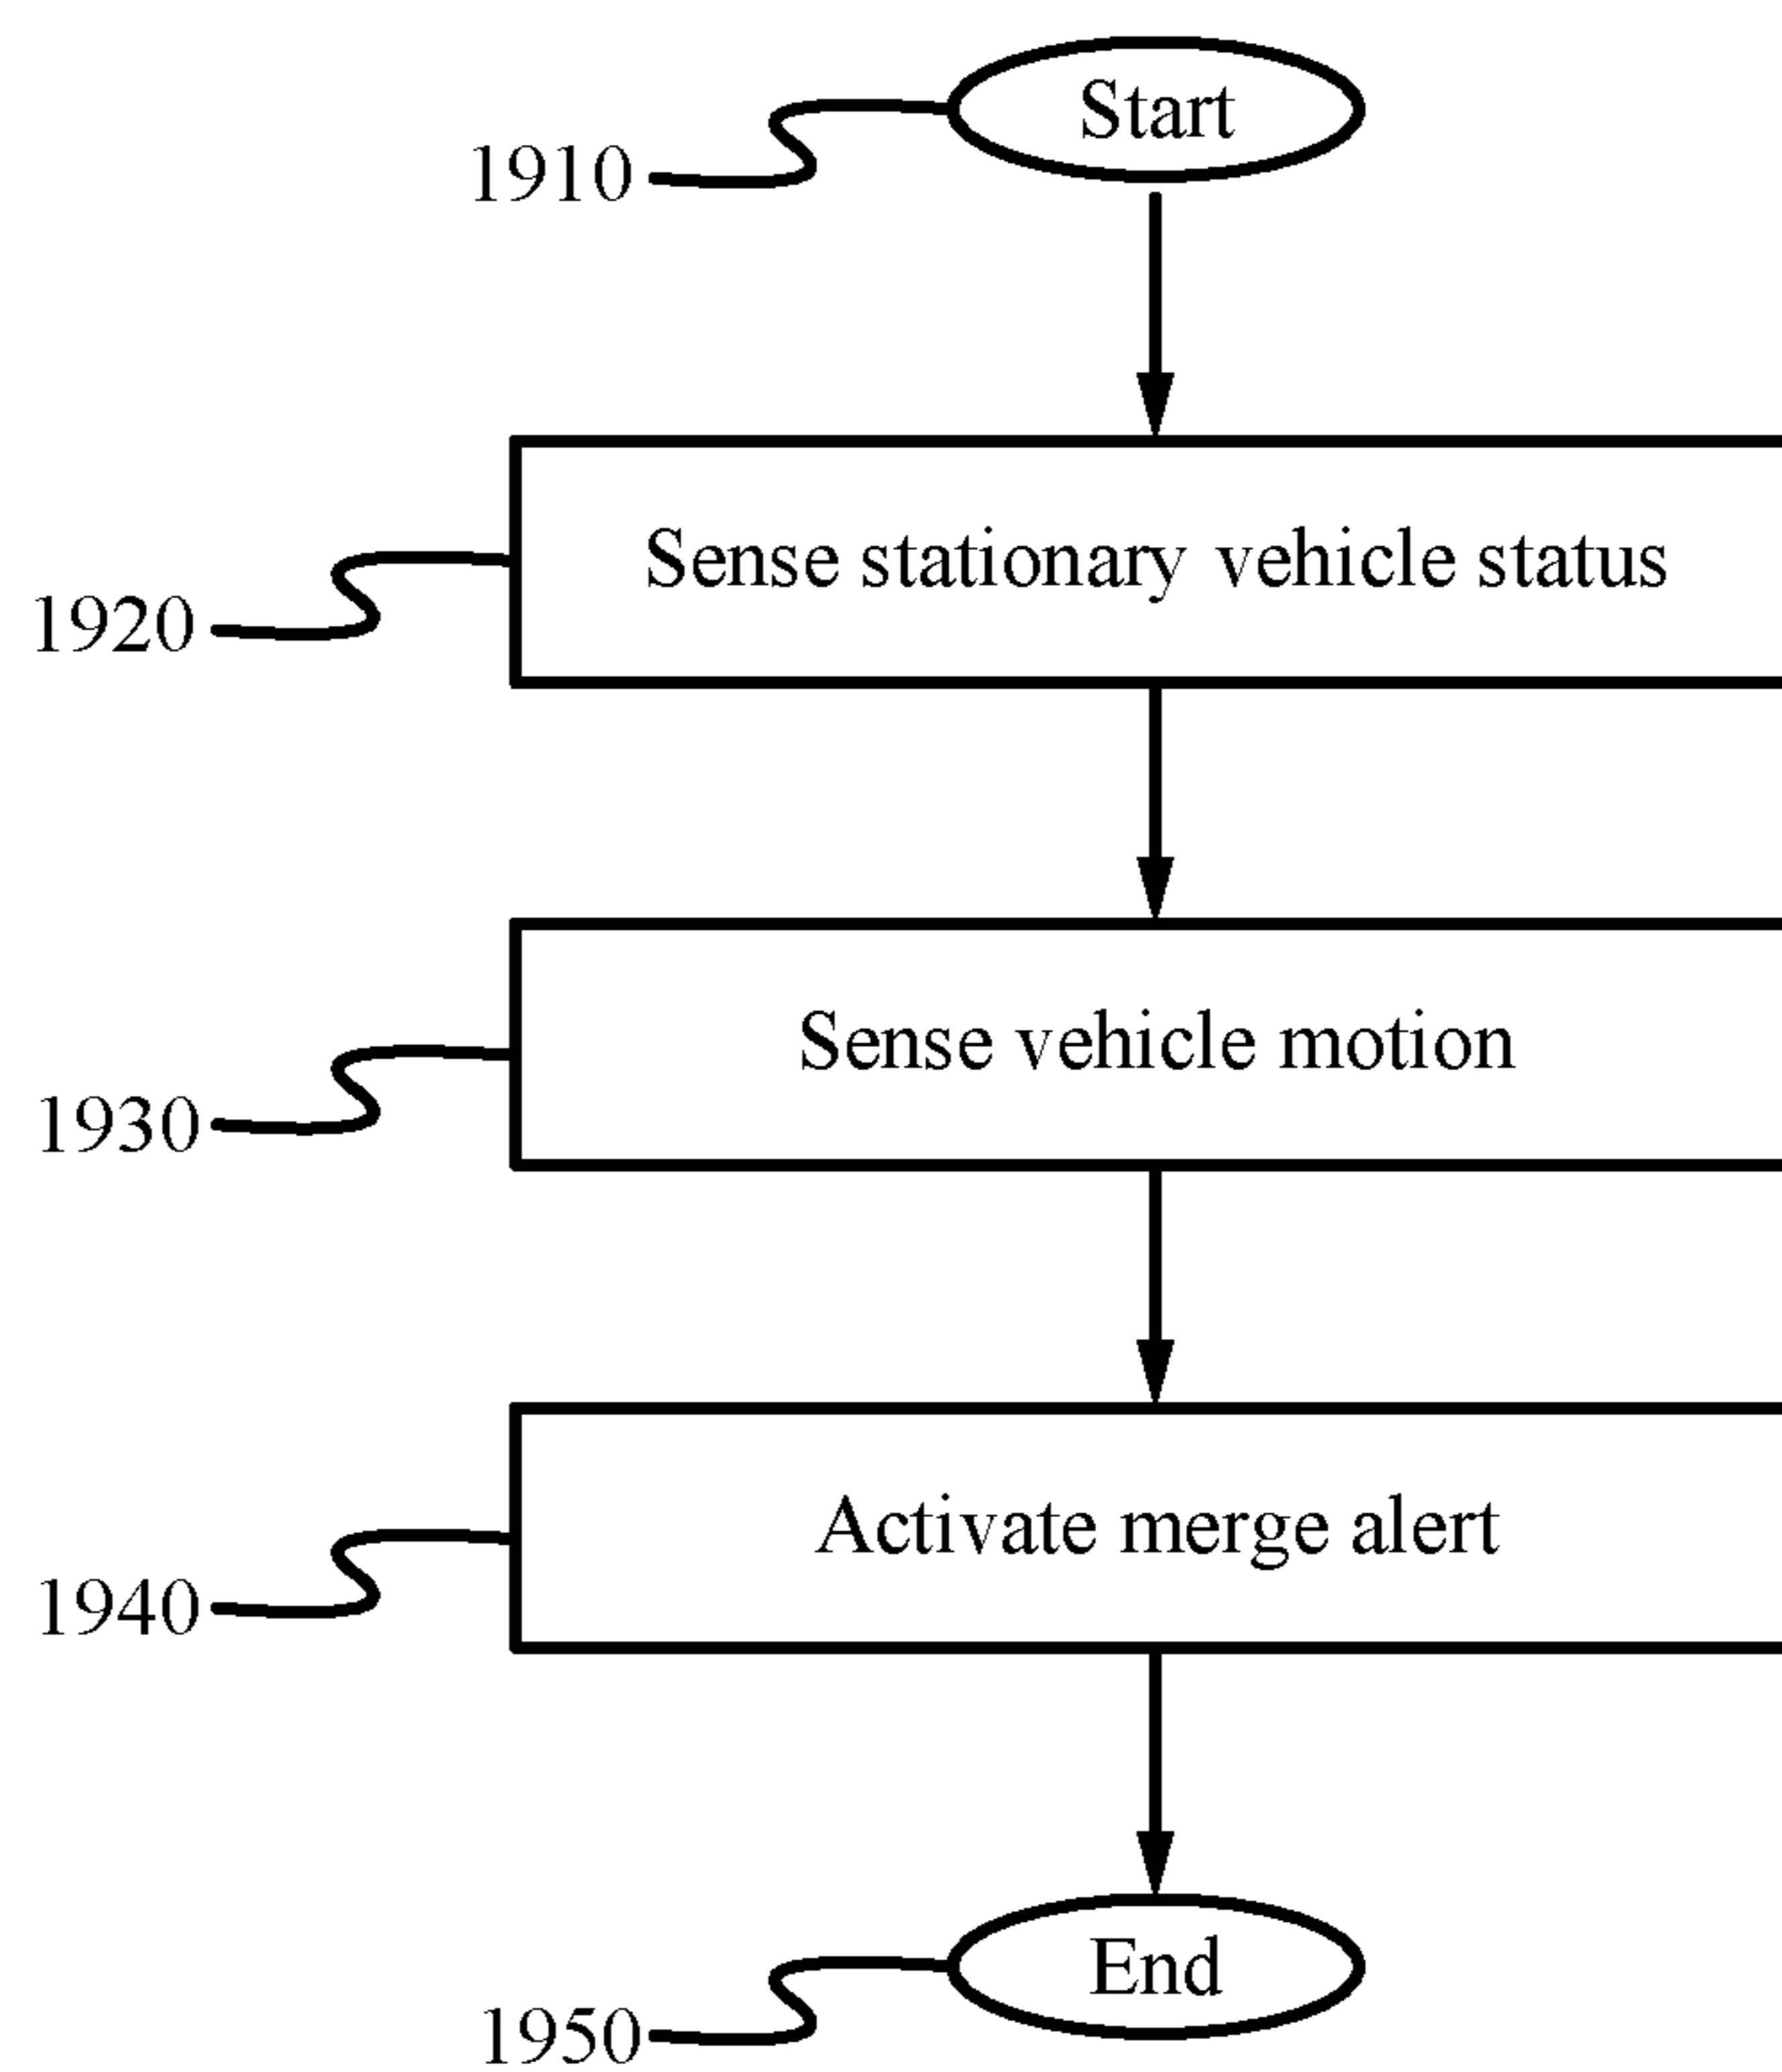 Start
1910
Sense stationary vehicle status
1920
Sense vehicle motion
1930
Activate merge alert
1940
End
1950